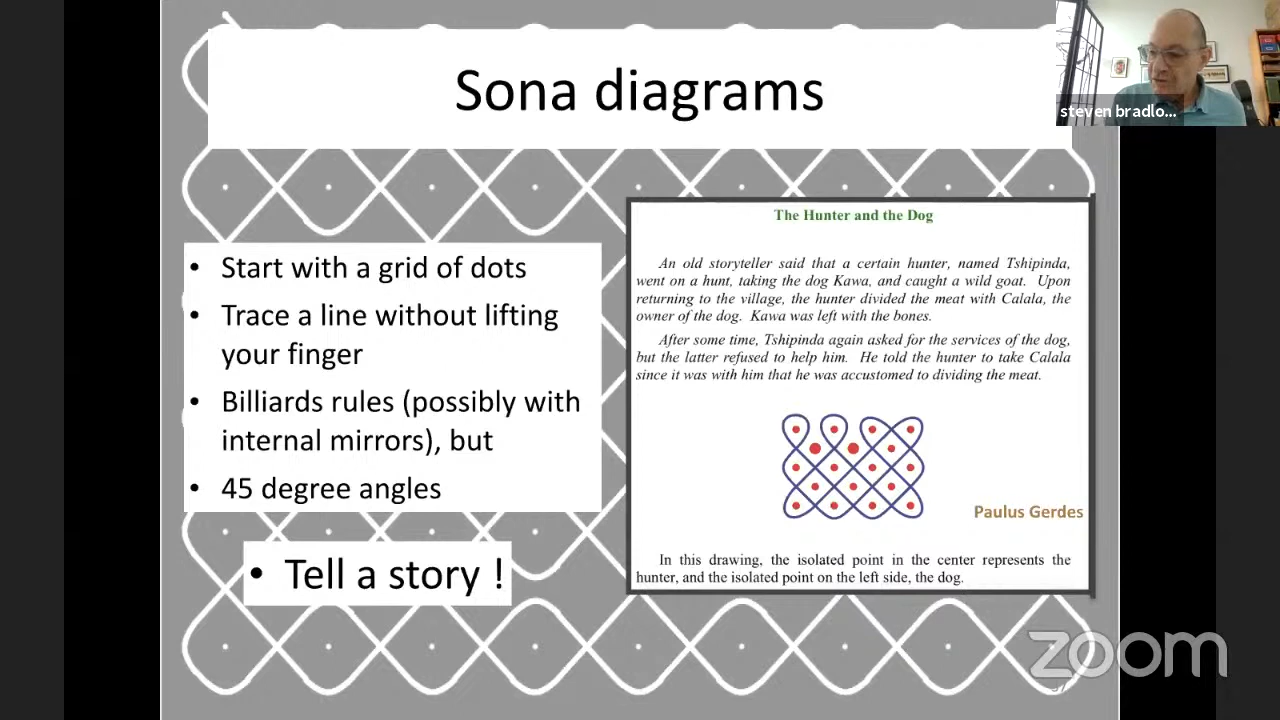 Sona diagrams
steven bradlo...
• Start with a grid of dots
• Trace a line without lifting
your finger
• Billiards rules (possibly with
internal mirrors), but
• 45 degree angles
• Tell a story !
The Hunter and the Dog
An old storyteller said that a certain hunter, named Tshipinda,
went on a hunt, taking the dog Kawa, and caught a wild goat. Upon
returning to the village, the hunter divided the meat with Calala, the
owner of the dog. Kawa was left with the bones.
After some time, Tshipinda again asked for the services of the dog,
but the latter refused to help him. He told the hunter to take Calala
since it was with him that he was accustomed to dividing the meat.
Paulus Gerdes
In this drawing, the isolated point in the center represents the
hunter, and the isolated point on the left side, the dog.
zoom